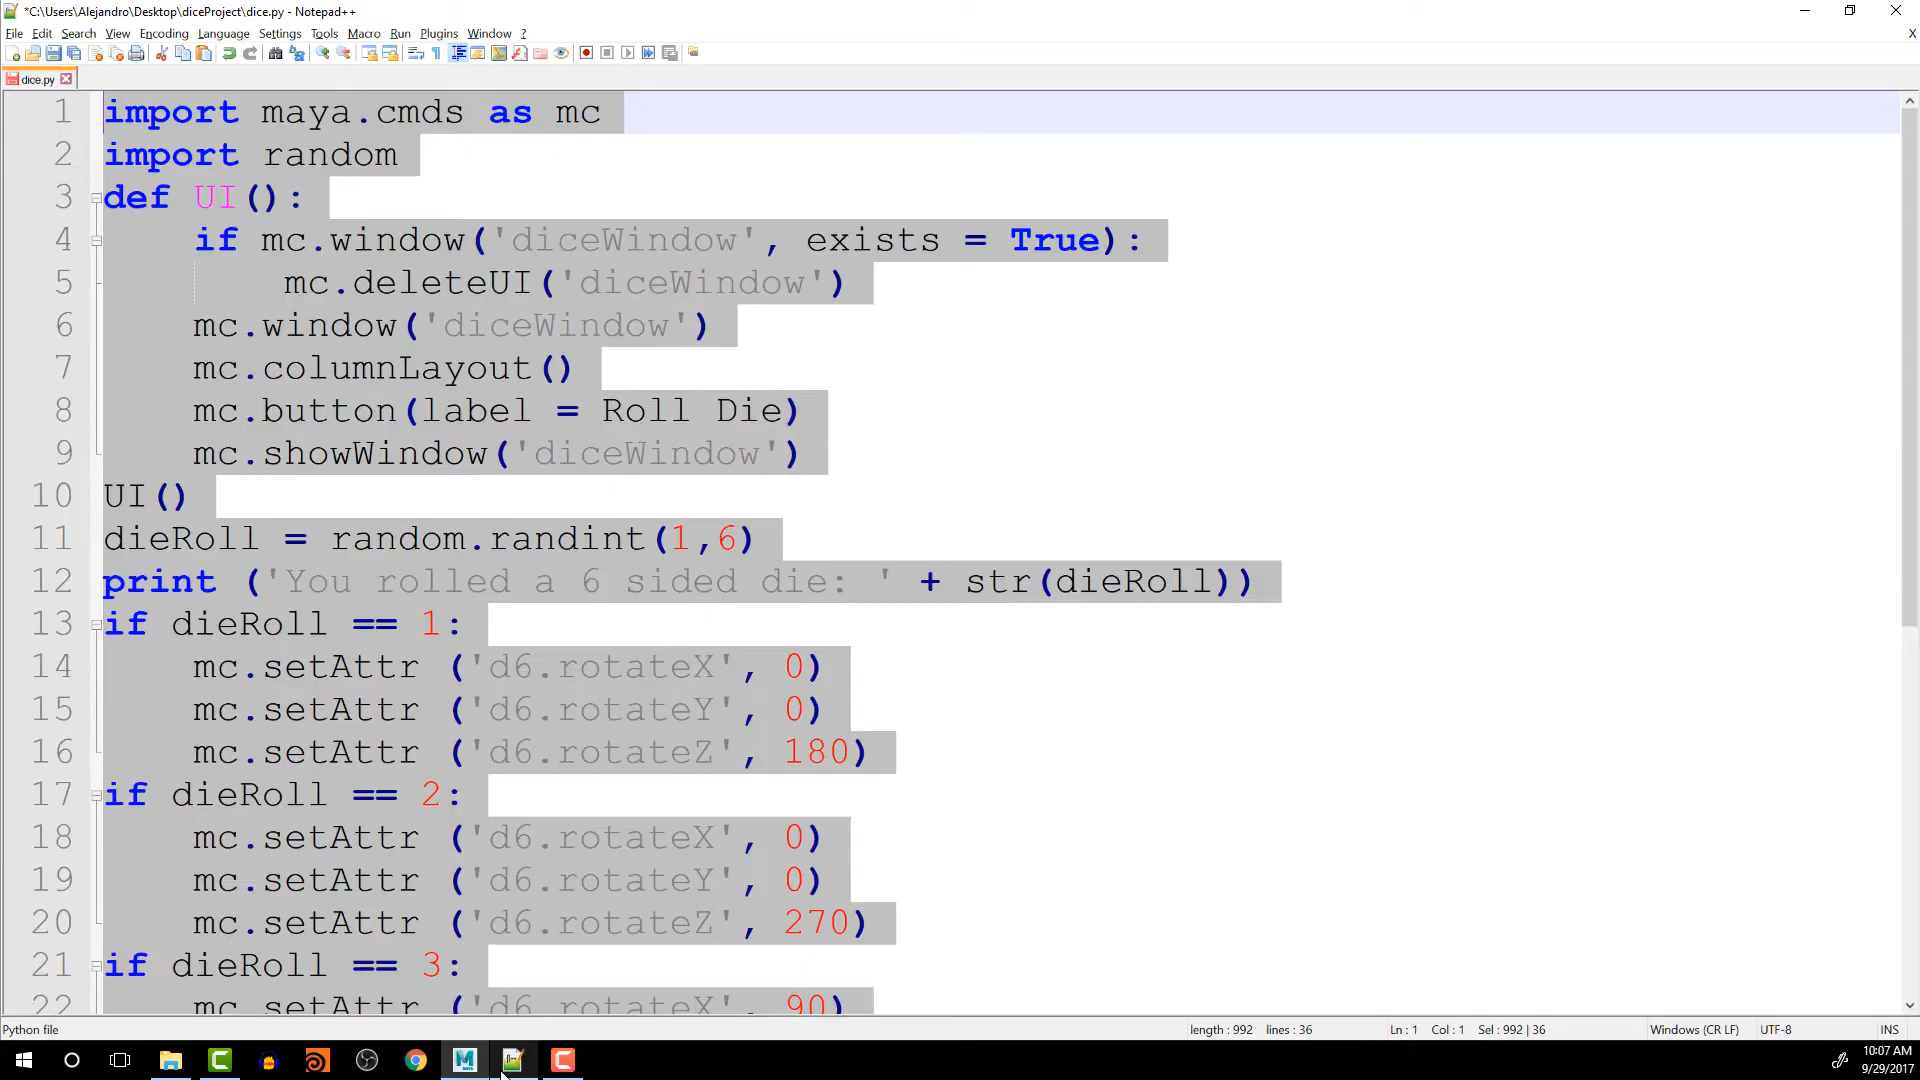 *C:\Users\Alejandro\Desktop\diceProject\dice.py - Notepad++
File Edit Search View Encoding Language Settings Tools Macro Run Plugins Window ? X
dice.py
1 import maya.cmds as mc
2 import random
3 def UI():
4 if mc.window('diceWindow', exists = True):
5 mc.deleteUI('diceWindow')
6 mc.window('diceWindow')
7 mc.columnLayout()
8 mc.button(label = Roll Die)
9 mc.showWindow('diceWindow')
10 UI()
11 dieRoll = random.randint(1,6)
12 print ('You rolled a 6 sided die: ' + str(dieRoll))
13 if dieRoll == 1:
14 mc.setAttr ('d6.rotateX', 0)
15 mc.setAttr ('d6.rotateY', 0)
16 mc.setAttr ('d6.rotateZ', 180)
17 if dieRoll == 2:
18 mc.setAttr ('d6.rotateX', 0)
19 mc.setAttr ('d6.rotateY', 0)
20 mc.setAttr ('d6.rotateZ', 270)
21 if dieRoll == 3:
22 mc.setAttr ('d6.rotateX', 90)
Python file length : 992 lines : 36 Ln : 1 Col : 1 Sel : 992 | 36 Windows (CR LF) UTF-8 INS
10:07 AM
9/29/2017